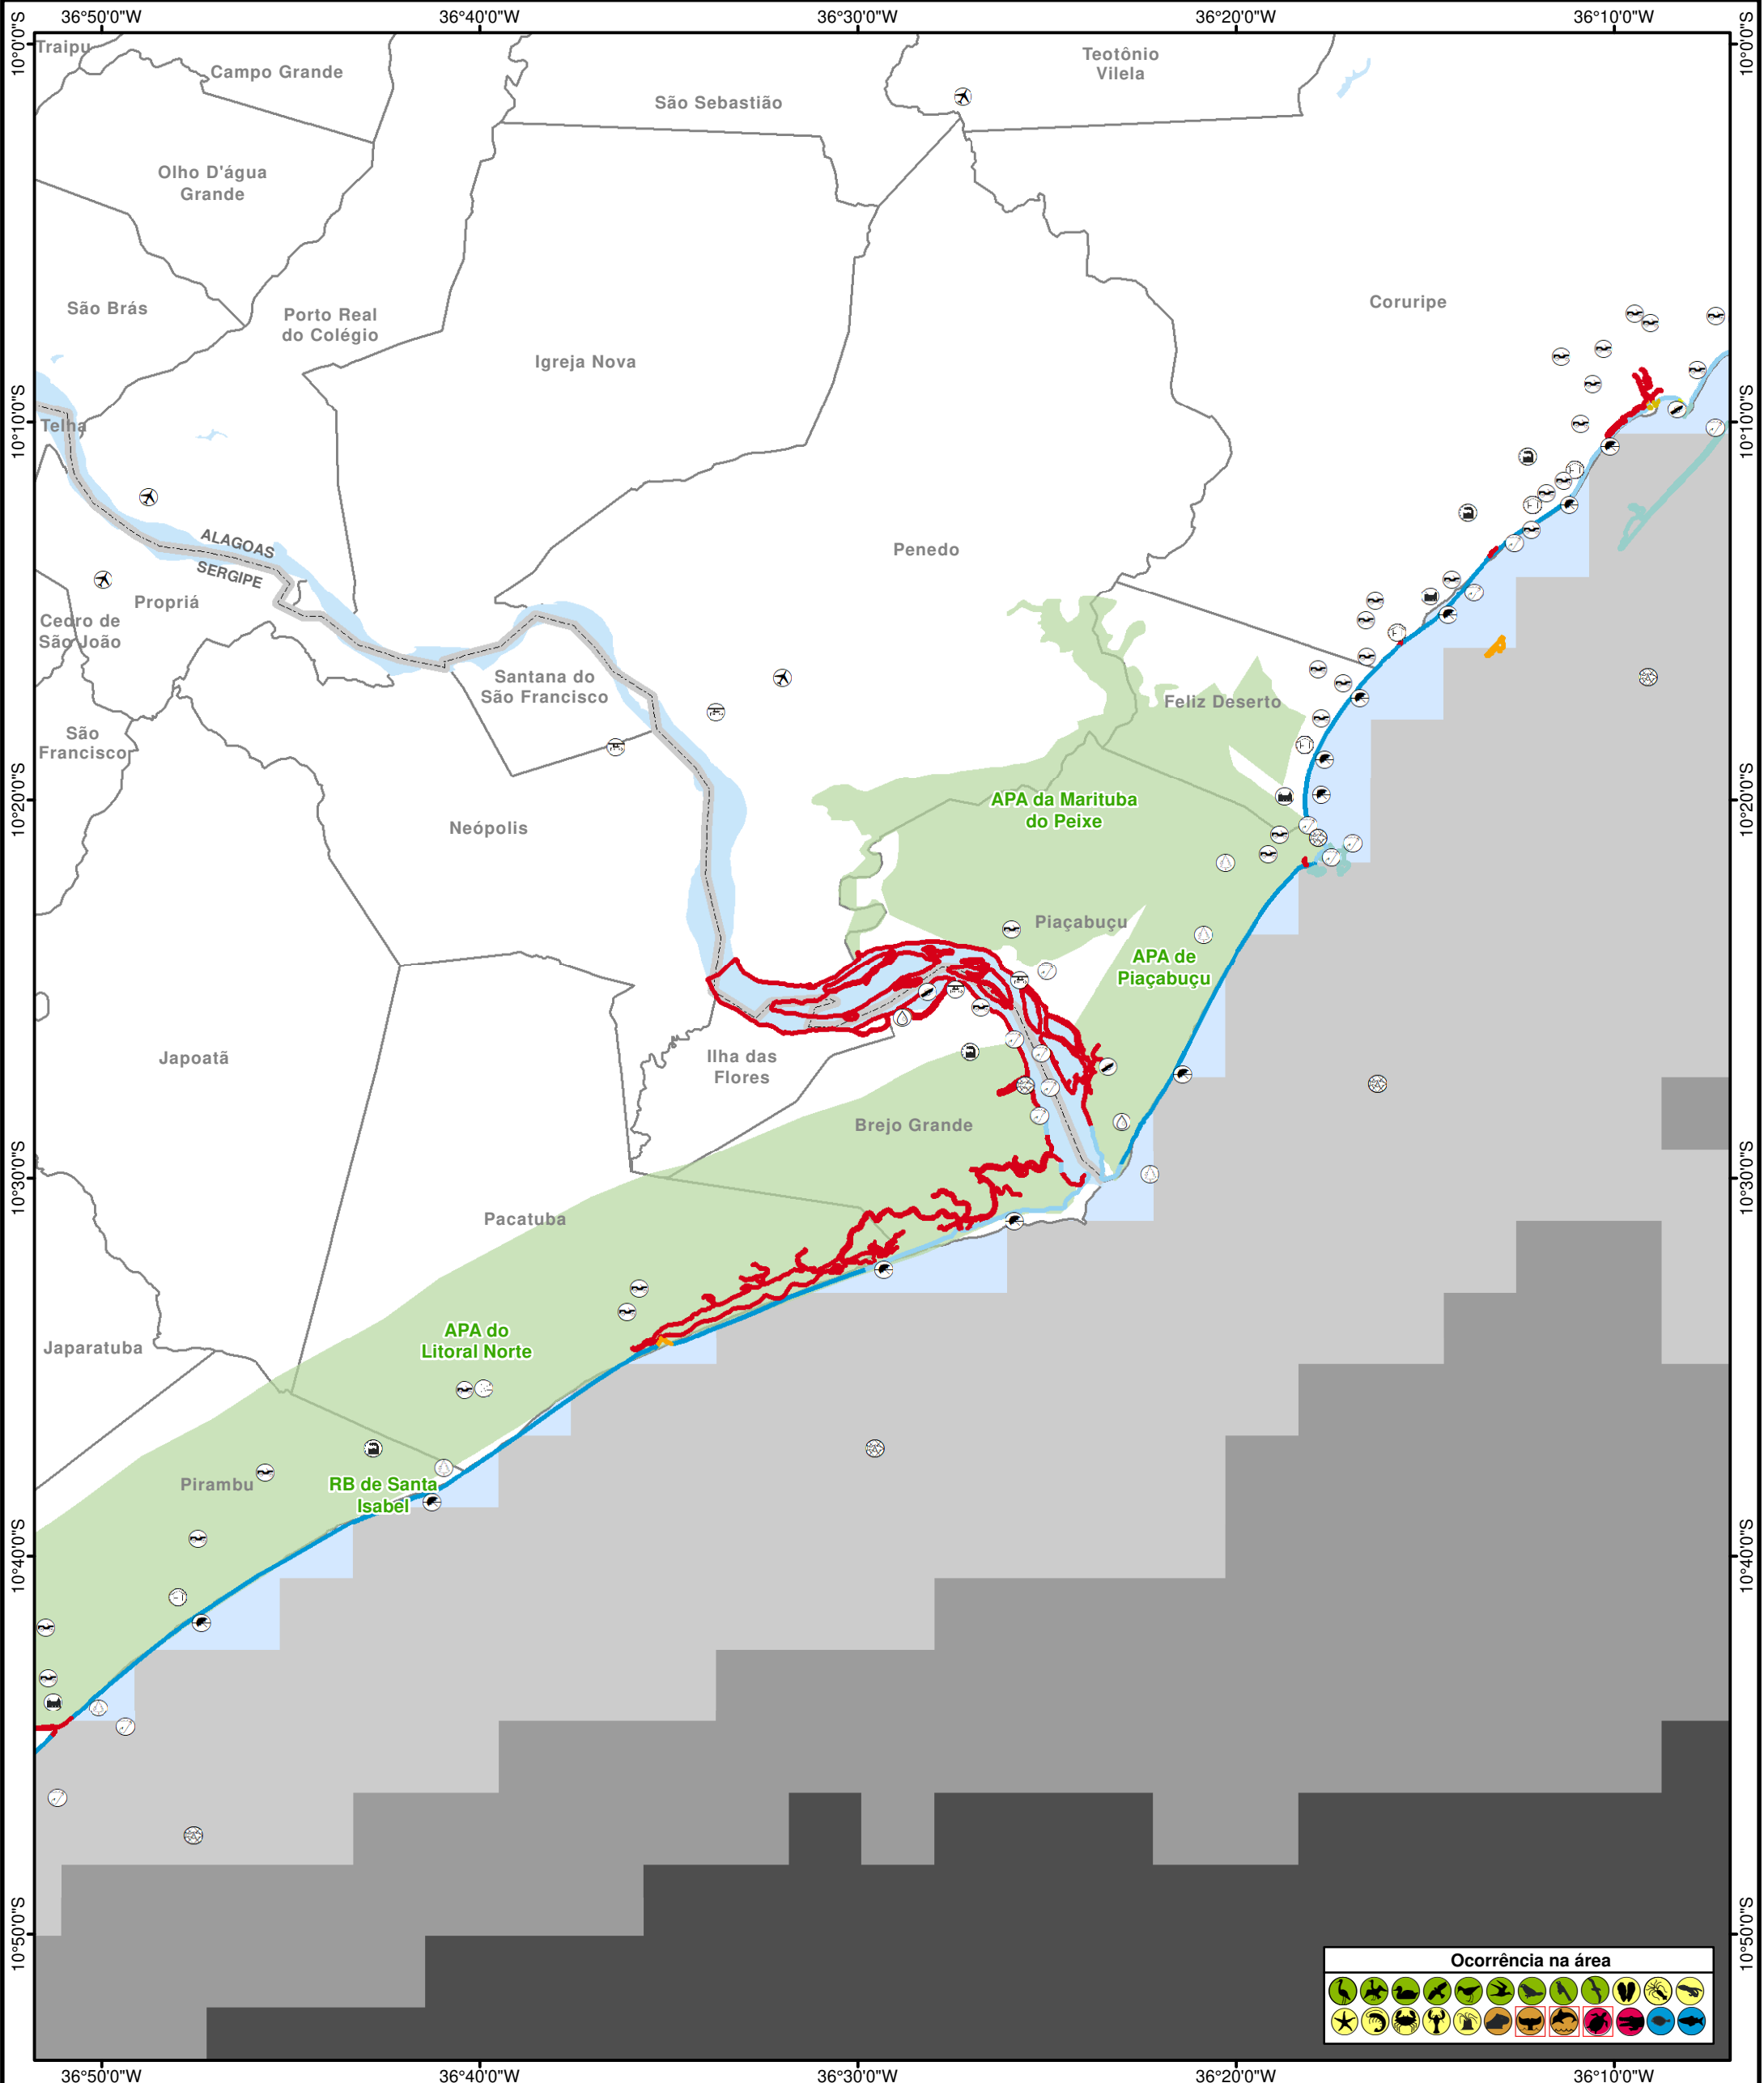 36°50'0"W 36°40'0"W 36°30'0"W 36°20'0"W 36°10'0"W
10°0'0"S
10°0'0"S
Traipu
Campo Grande
São Sebastião
Teotônio
Vilela
Olho D'água
Grande
São Brás
Porto Real
do Colégio
Igreja Nova
Coruripe
10°10'0"S
10°10'0"S
Telha
ALAGOAS
SERGIPE
Penedo
Propriá
Cedro de
São João
Santana do
São Francisco
Feliz Deserto
São
Francisco
10°20'0"S
10°20'0"S
APA da Marituba
do Peixe
Neópolis
Piaçabuçu
APA de
Piaçabuçu
Japoatã
Ilha das
Flores
Brejo Grande
10°30'0"S
10°30'0"S
Pacatuba
APA do
Litoral Norte
Japaratuba
Pirambu
RB de Santa
Isabel
10°40'0"S
10°40'0"S
10°50'0"S
10°50'0"S
Ocorrência na área
36°50'0"W 36°40'0"W 36°30'0"W 36°20'0"W 36°10'0"W